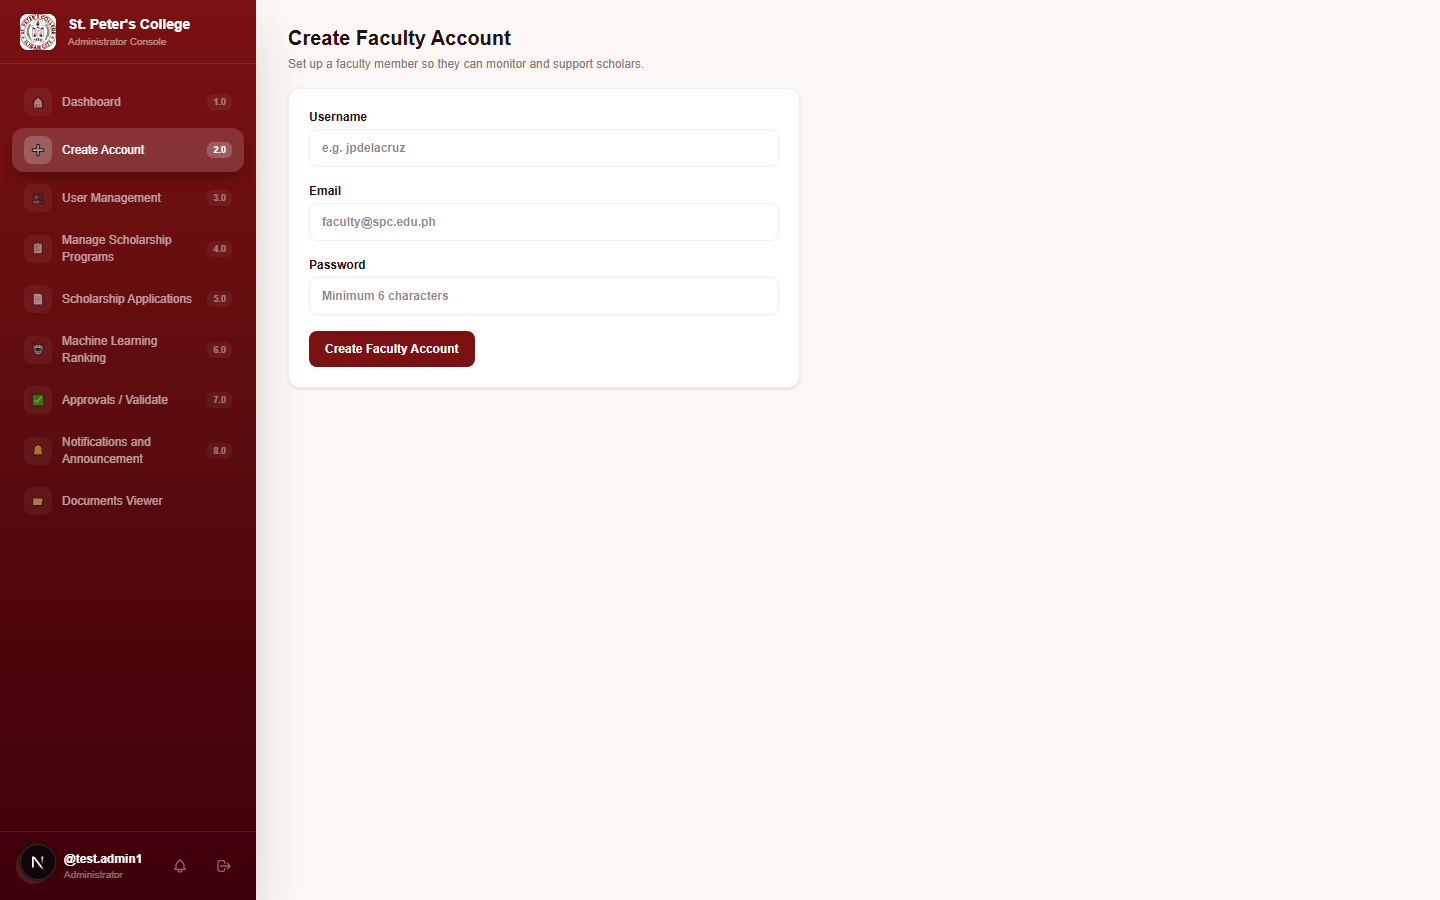 St. Peter's College
Administrator Console
Dashboard 1.0
Create Account 2.0
User Management 3.0
Manage Scholarship
Programs 4.0
Scholarship Applications 5.0
Machine Learning
Ranking 6.0
Approvals / Validate 7.0
Notifications and
Announcement 8.0
Documents Viewer
N
@test.admin1
Administrator
Create Faculty Account
Set up a faculty member so they can monitor and support scholars.
Username
e.g. jpdelacruz
Email
faculty@spc.edu.ph
Password
Minimum 6 characters
Create Faculty Account